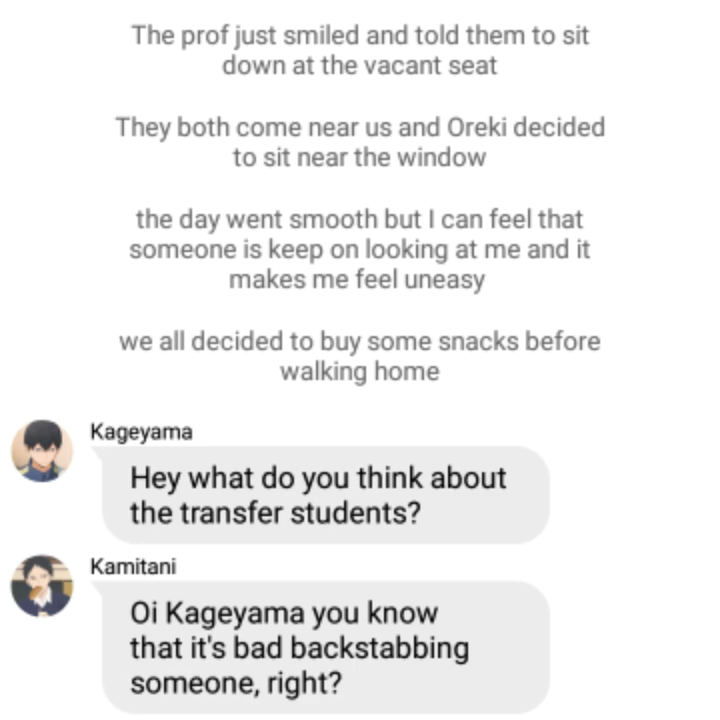 The prof just smiled and told them to sit
down at the vacant seat
They both come near us and Oreki decided
to sit near the window
the day went smooth but I can feel that
someone is keep on looking at me and it
makes me feel uneasy
we all decided to buy some snacks before
walking home
Kageyama
Hey what do you think about
the transfer students?
Kamitani
Oi Kageyama you know
that it's bad backstabbing
someone, right?